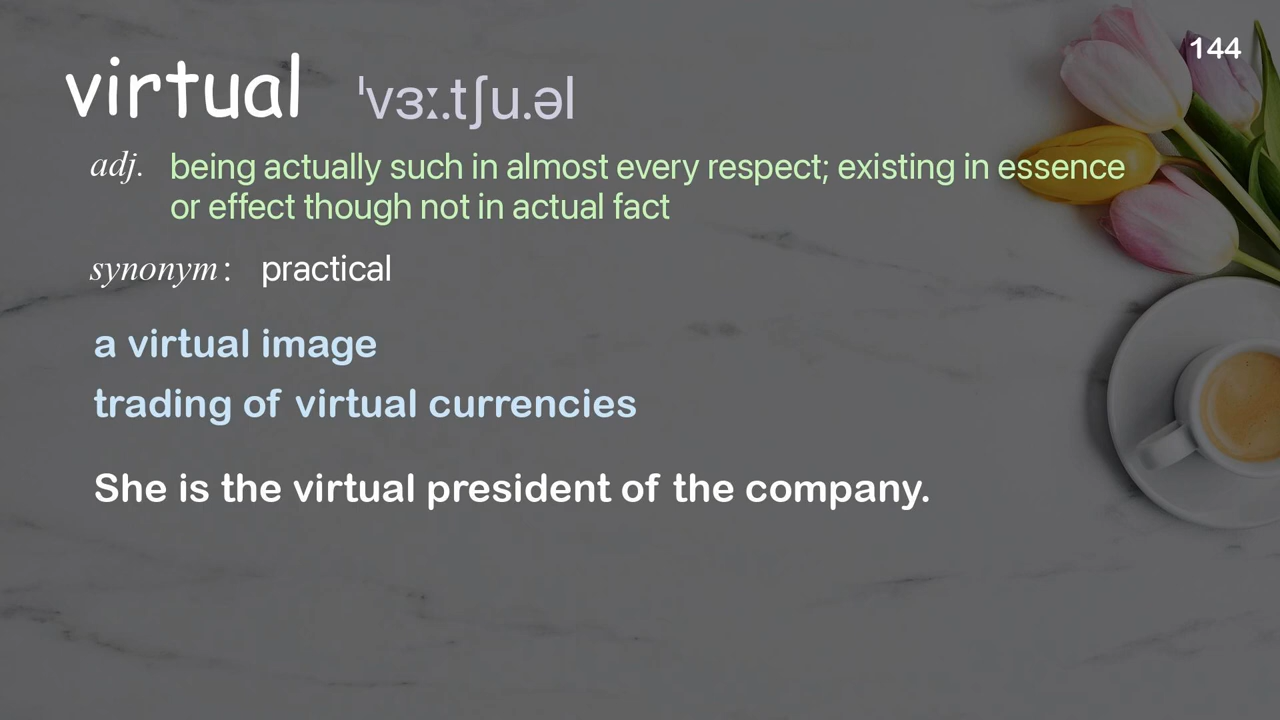 144
virtual ˈvɜː.tʃu.əl
adj. being actually such in almost every respect; existing in essence
or effect though not in actual fact
synonym: practical
a virtual image
trading of virtual currencies
She is the virtual president of the company.